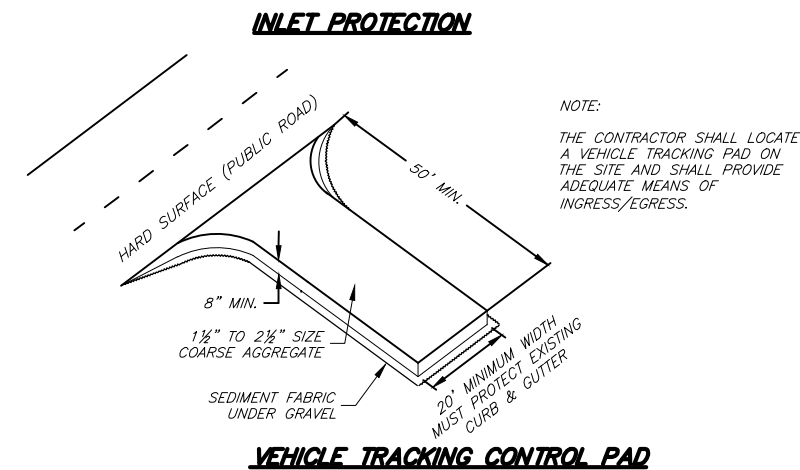 INLET PROTECTION
NOTE:
THE CONTRACTOR SHALL LOCATE
A VEHICLE TRACKING PAD ON
THE SITE AND SHALL PROVIDE
ADEQUATE MEANS OF
INGRESS/EGRESS.
HARD SURFACE (PUBLIC ROAD)
50' MIN.
8" MIN.
1½" TO 2½" SIZE
COARSE AGGREGATE
SEDIMENT FABRIC
UNDER GRAVEL
20' MINIMUM WIDTH
MUST PROTECT EXISTING
CURB & GUTTER
VEHICLE TRACKING CONTROL PAD